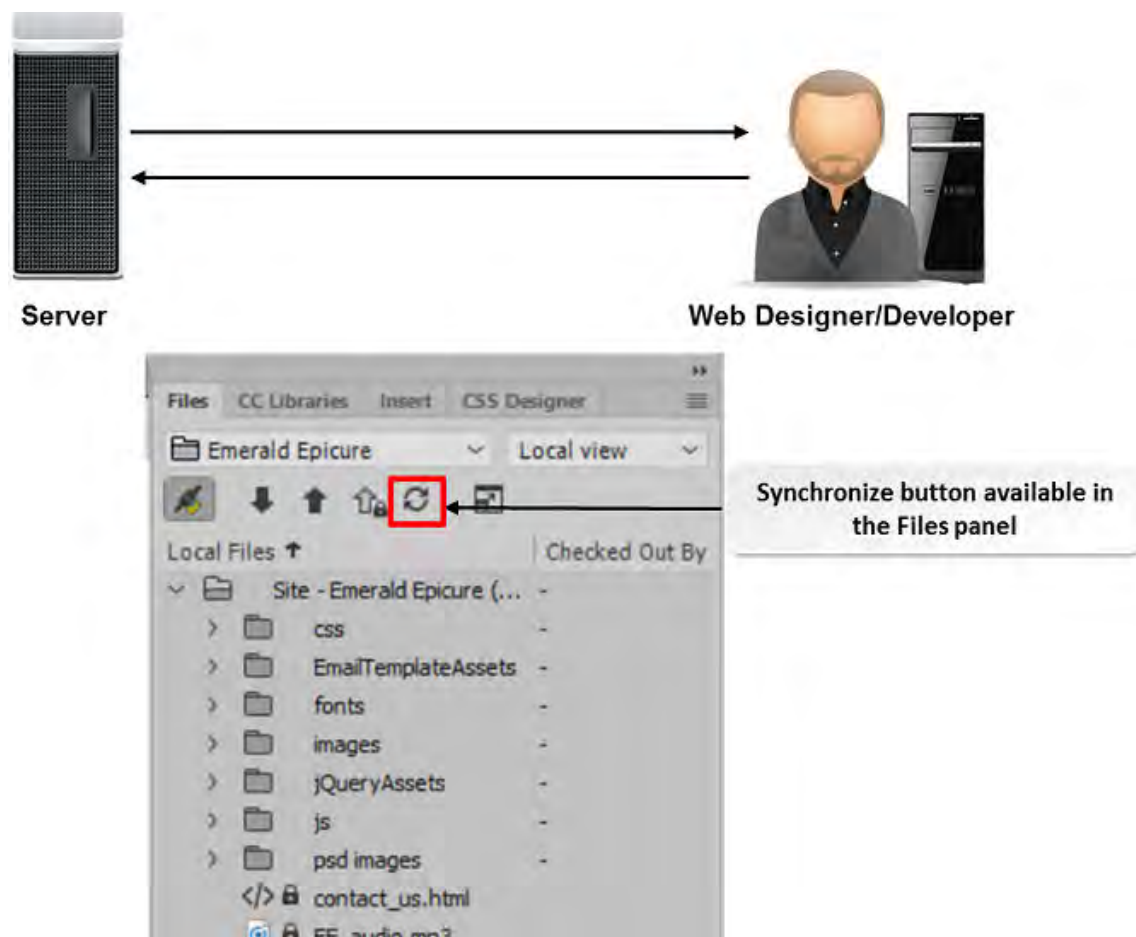 Server
Web Designer/Developer
Files CC Libraries Insert CSS Designer
Emerald Epicure Local view
Synchronize button available in
the Files panel
Local Files Checked Out By
Site - Emerald Epicure (... -
css -
EmailTemplateAssets -
fonts -
images -
jQueryAssets -
js -
psd images -
contact_us.html
EE_audio.mp3